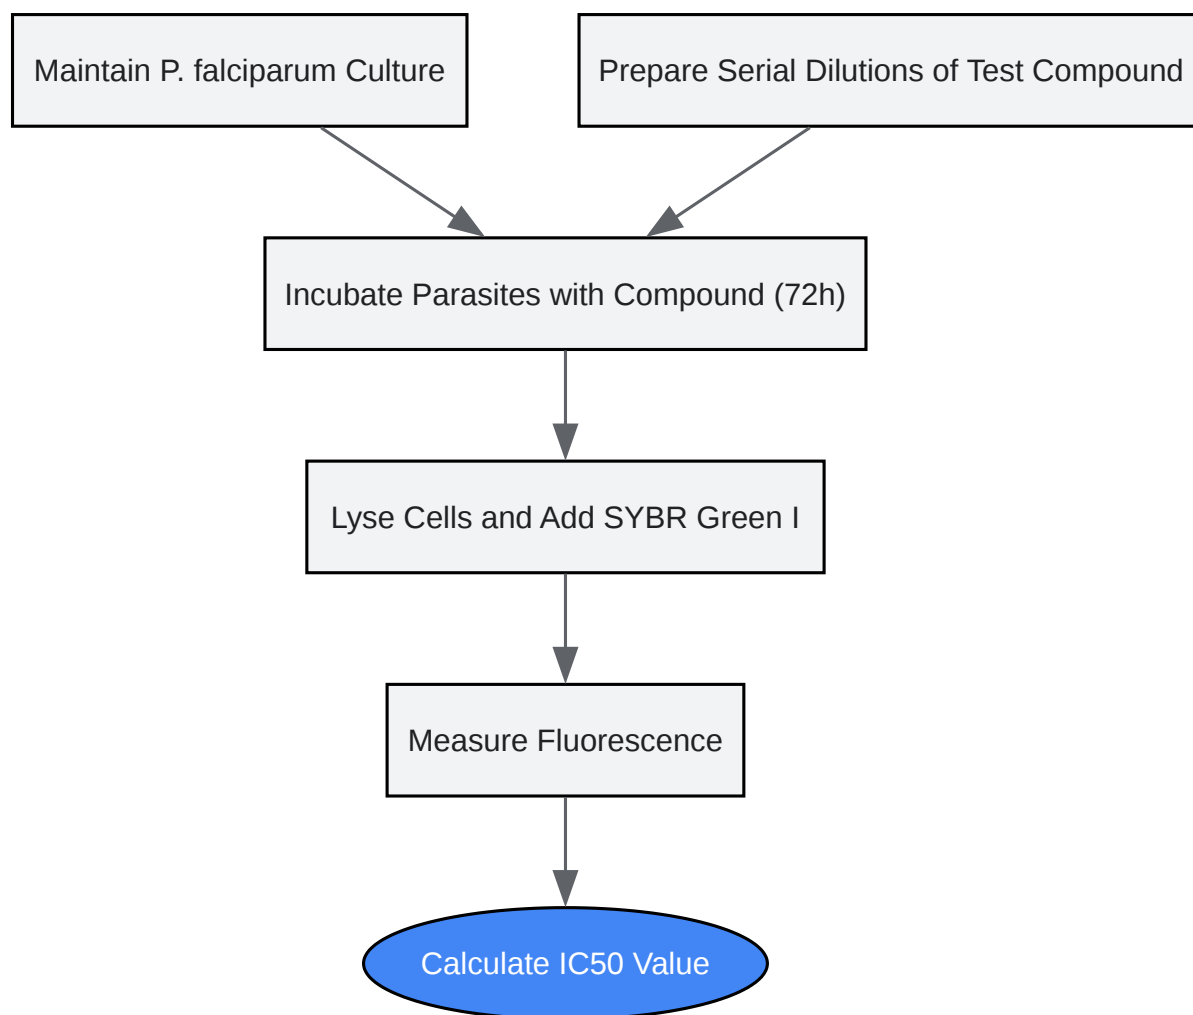 Maintain P. falciparum Culture
Prepare Serial Dilutions of Test Compound
Incubate Parasites with Compound (72h)
Lyse Cells and Add SYBR Green I
Measure Fluorescence
Calculate IC50 Value